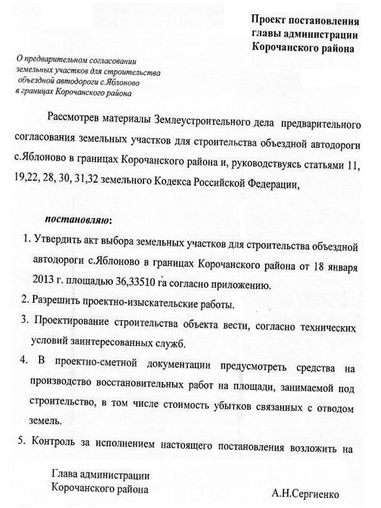 Проект постановления
главы администрации
Корочанского района
О предварительном согласовании
земельных участков для строительства
объездной автодороги с.Яблоново
в границах Корочанского района
Рассмотрев материалы Землеустроительного дела предварительного
согласования земельных участков для строительства объездной автодороги
с.Яблоново в границах Корочанского района и, руководствуясь статьями 11,
19,22, 28, 30, 31,32 земельного Кодекса Российской Федерации,
постановляю:
1. Утвердить акт выбора земельных участков для строительства объездной
автодороги с.Яблоново в границах Корочанского района от 18 января
2013 г. площадью 36,33510 га согласно приложению.
2. Разрешить проектно-изыскательские работы.
3. Проектирование строительства объекта вести, согласно технических
условий заинтересованных служб.
4. В проектно-сметной документации предусмотреть средства на
производство восстановительных работ на площади, занимаемой под
строительство, в том числе стоимость убытков связанных с отводом
земель.
5. Контроль за исполнением настоящего постановления возложить на
Глава администрации
Корочанского района
А.Н.Сергиенко